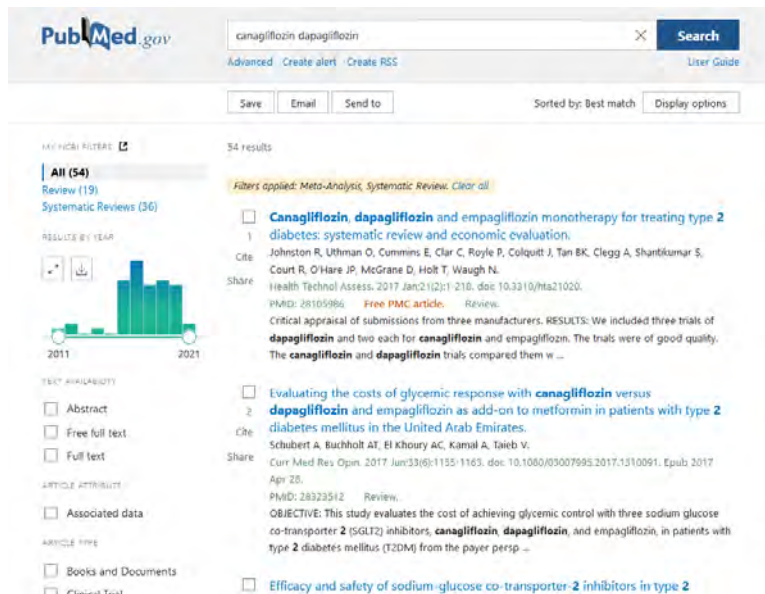 PubMed.gov
canagliflozin dapagliflozin
Search
Advanced Create alert Create RSS
User Guide
Save
Email
Send to
Sorted by: Best match
Display options
MY NCBI FILTERS
54 results
All (54)
Review (19)
Systematic Reviews (36)
Filters applied: Meta-Analysis, Systematic Review. Clear all
RESULTS BY YEAR
2011
2021
TEXT AVAILABILITY
Abstract
Free full text
Full text
ARTICLE ATTRIBUTE
Associated data
ARTICLE TYPE
Books and Documents
Clinical Trial
Canagliflozin, dapagliflozin and empagliflozin monotherapy for treating type 2
1
diabetes: systematic review and economic evaluation.
Cite
Johnston R, Uthman O, Cummins E, Clar C, Royle P, Colquitt J, Tan BK, Clegg A, Shantikumar S,
Court R, O'Hare JP, McGrane D, Holt T, Waugh N.
Share
Health Technol Assess. 2017 Jan;21(2):1-218. doi: 10.3310/hta21020.
PMID: 28105986 Free PMC article. Review.
Critical appraisal of submissions from three manufacturers. RESULTS: We included three trials of
dapagliflozin and two each for canagliflozin and empagliflozin. The trials were of good quality.
The canagliflozin and dapagliflozin trials compared them w ...
Evaluating the costs of glycemic response with canagliflozin versus
2
dapagliflozin and empagliflozin as add-on to metformin in patients with type 2
Cite
diabetes mellitus in the United Arab Emirates.
Schubert A, Buchholt AT, El Khoury AC, Kamal A, Taieb V.
Share
Curr Med Res Opin. 2017 Jun;33(6):1155-1163. doi: 10.1080/03007995.2017.1310091. Epub 2017
Apr 28.
PMID: 28323512 Review.
OBJECTIVE: This study evaluates the cost of achieving glycemic control with three sodium glucose
co-transporter 2 (SGLT2) inhibitors, canagliflozin, dapagliflozin, and empagliflozin, in patients with
type 2 diabetes mellitus (T2DM) from the payer persp ...
Efficacy and safety of sodium-glucose co-transporter-2 inhibitors in type 2